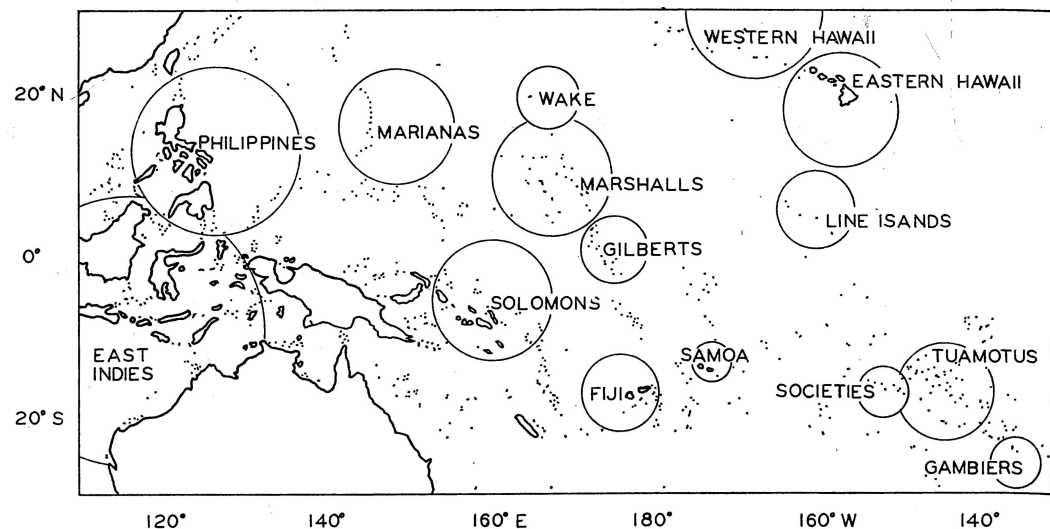 WESTERN HAWAII
EASTERN HAWAII
20° N
WAKE
PHILIPPINES
MARIANAS
MARSHALLS
LINE ISANDS
0°
GILBERTS
SOLOMONS
EAST
INDIES
SAMOA
TUAMOTUS
FIJI
SOCIETIES
20° S
GAMBIERS
120°
140°
160° E
180°
160° W
140°